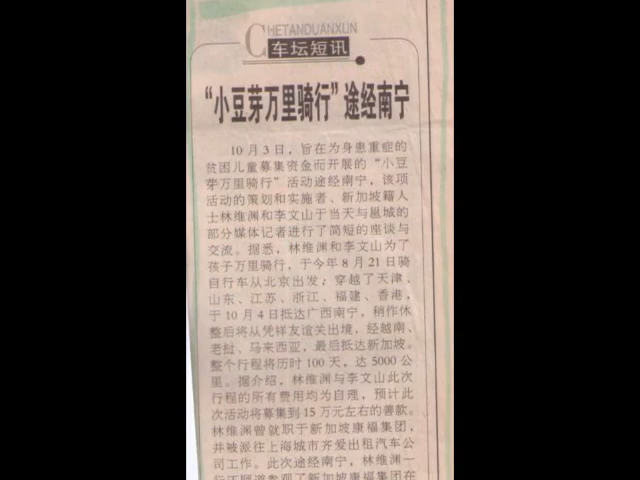 CHETANDUANXUN
车坛短讯
“小豆芽万里骑行”途经南宁
10月3日，旨在为身患重症的
贫困儿童募集资金而开展的“小豆
芽万里骑行”活动途经南宁，该项
活动的策划和实施者、新加坡籍人
士林维渊和李文山于当天与邕城的
部分媒体记者进行了简短的座谈与
交流。据悉，林维渊和李文山为了
孩子万里骑行，于今年8月21日骑
自行车从北京出发；穿越了天津、
山东、江苏、浙江、福建、香港，
于10月4日抵达广西南宁，稍作休
整后将从凭祥友谊关出境，经越南、
老挝、马来西亚，最后抵达新加坡。
整个行程将历时100天，达5000公
里。据介绍，林维渊与李文山此次
行程的所有费用均为自理，预计此
次活动将募集到15万元左右的善款。
林维渊曾就职于新加坡康福集团，
并被派往上海城市齐爱出租汽车公
司工作。此次途经南宁，林维渊一
行还顺道参观了新加坡康福集团在